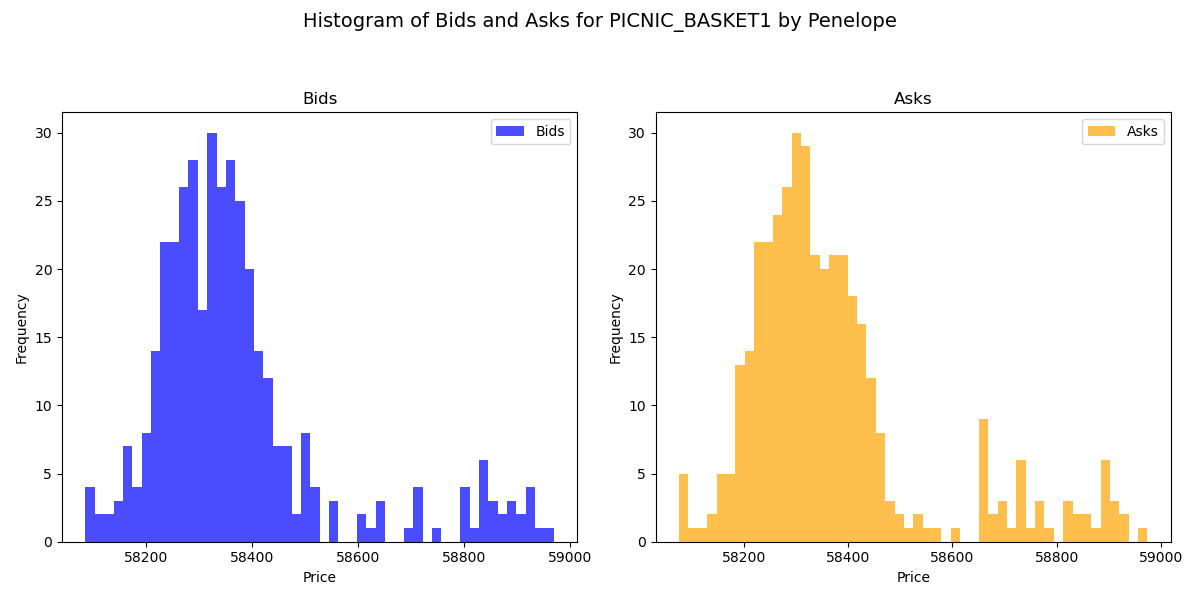 Histogram of Bids and Asks for PICNIC_BASKET1 by Penelope
Bids
Bids
Frequency
30
25
20
15
10
5
0
58200 58400 58600 58800 59000
Price
Asks
Asks
Frequency
30
25
20
15
10
5
0
58200 58400 58600 58800 59000
Price